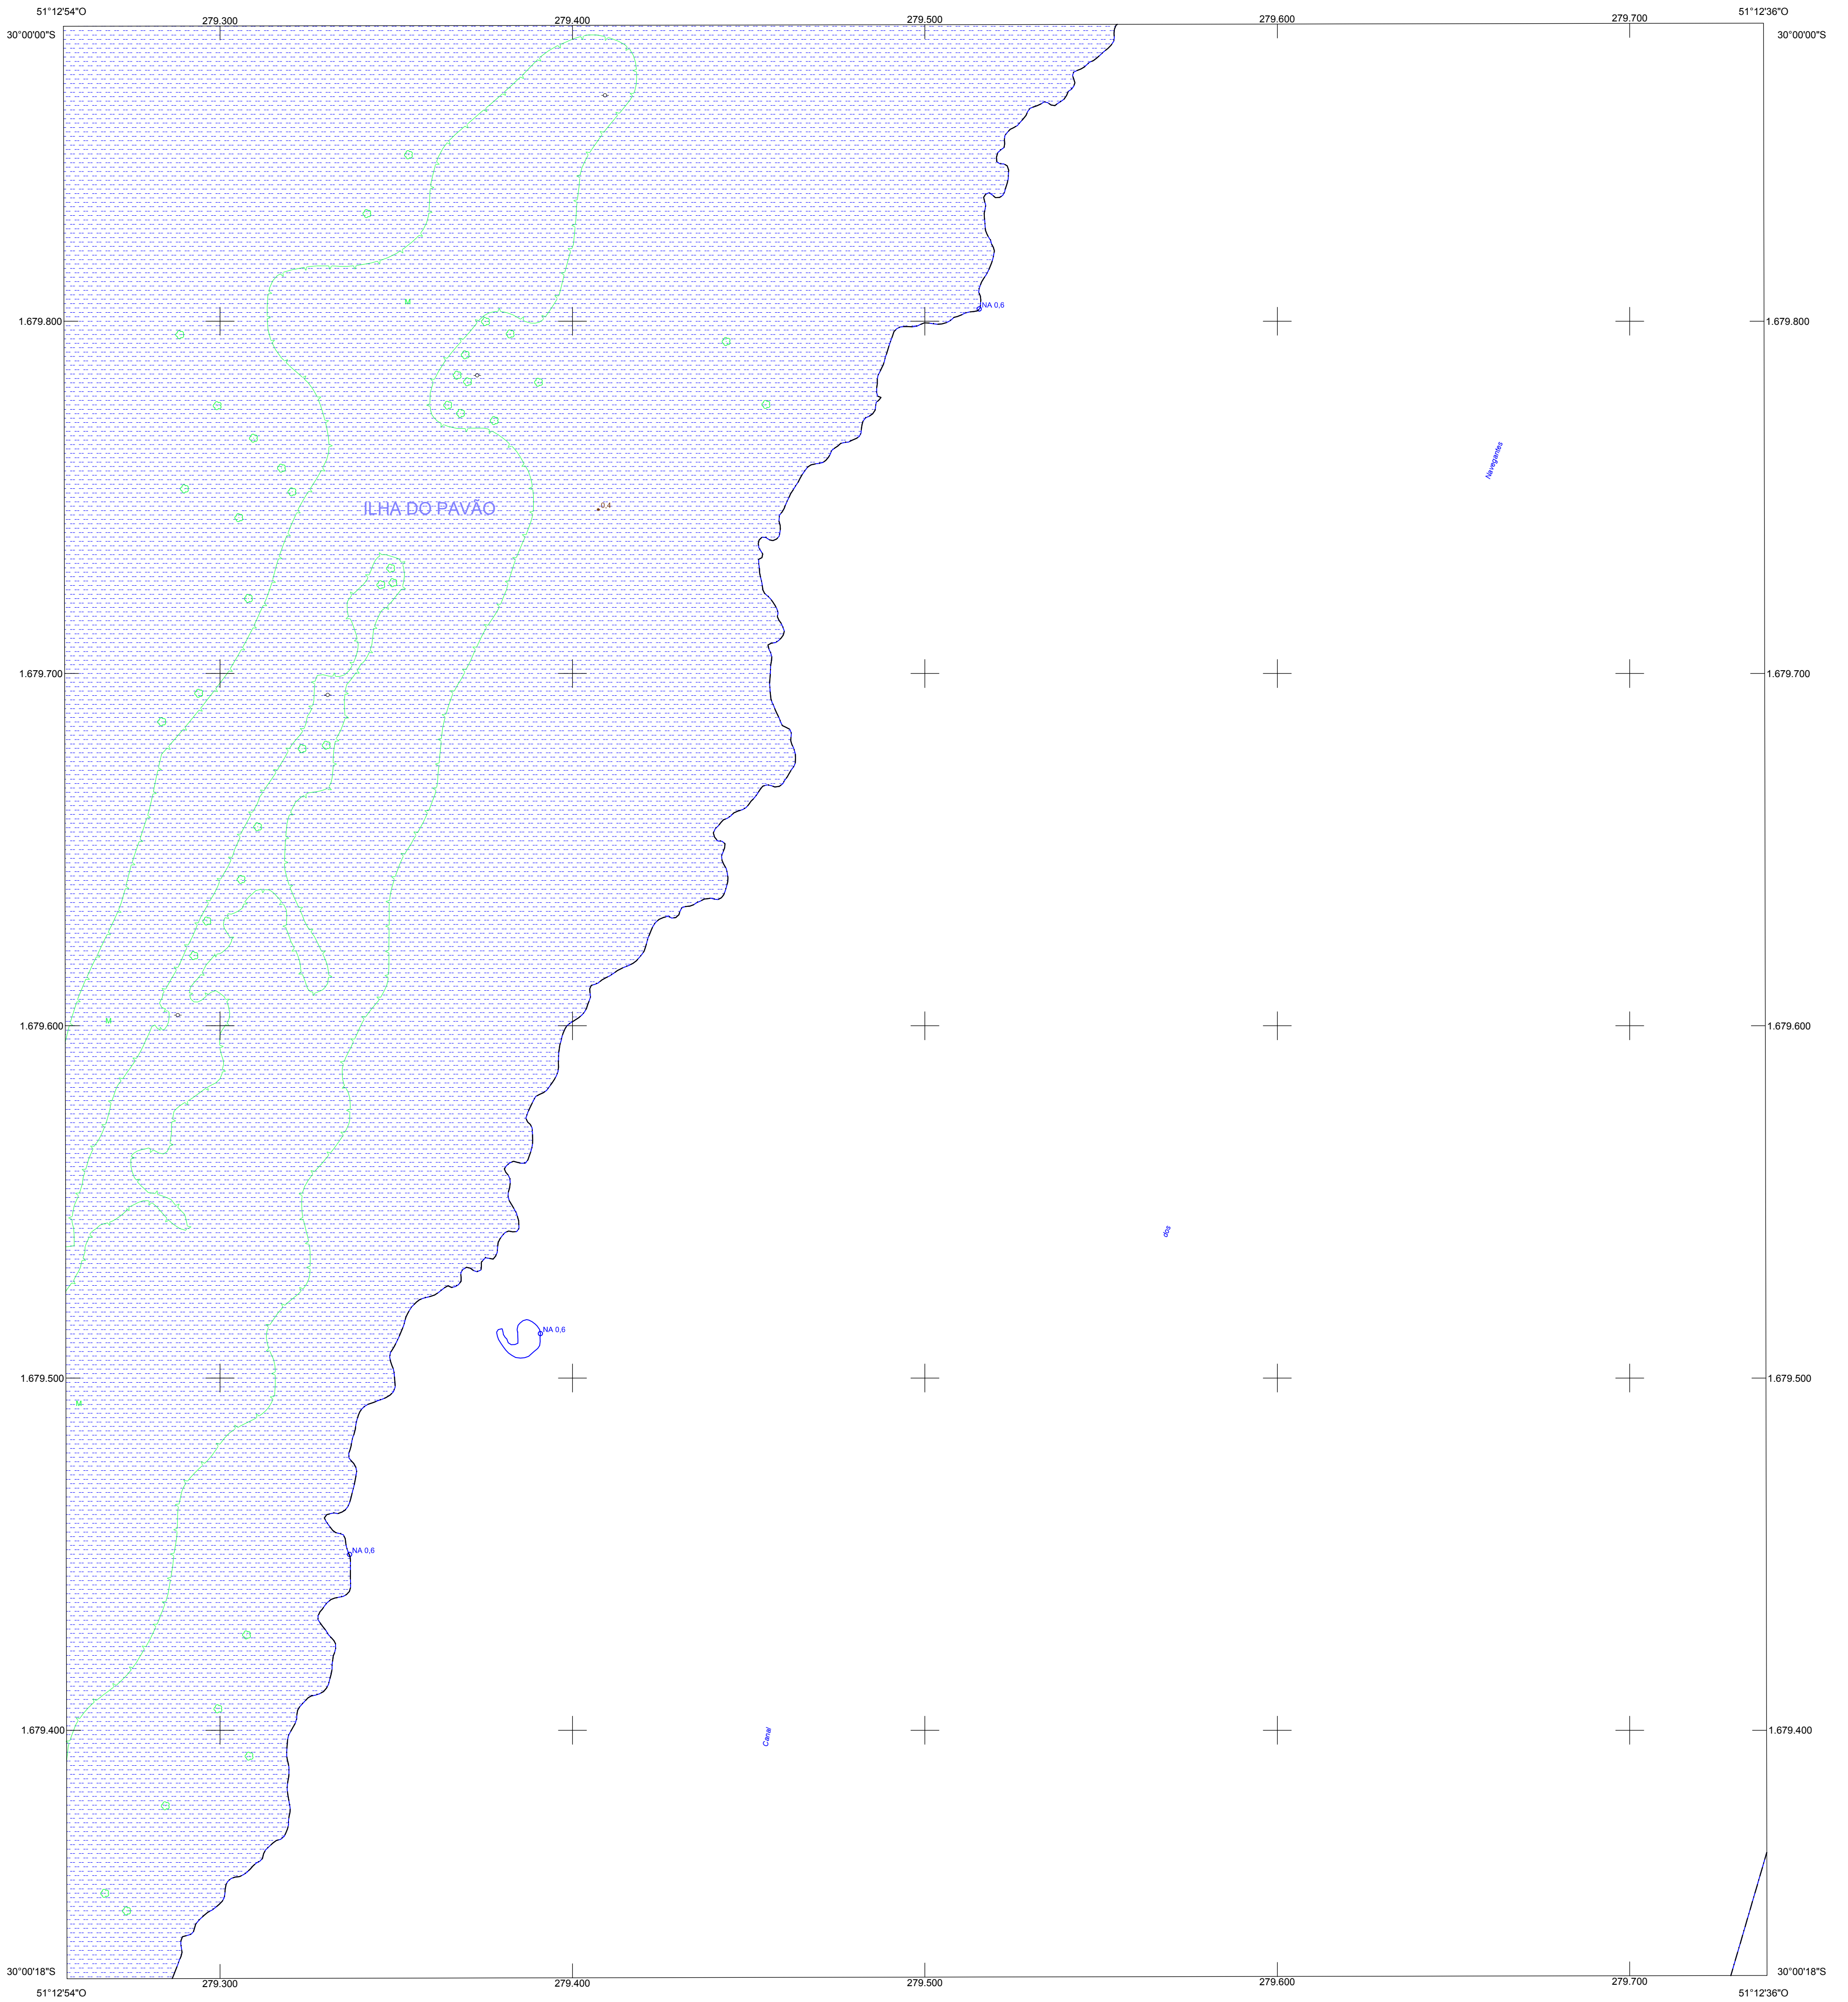 51°12'54"O
279.300
279.400
279.500
279.600
279.700
51°12'36"O
30°00'00"S
30°00'00"S
M
NA 0,6
1.679.800
1.679.800
Navegantes
ILHA DO PAVÃO
0,4
1.679.700
1.679.700
M
1.679.600
1.679.600
dos
NA 0,6
1.679.500
1.679.500
M
NA 0,6
1.679.400
1.679.400
Canal
30°00'18"S
30°00'18"S
279.300
279.400
279.500
279.600
279.700
51°12'54"O
51°12'36"O